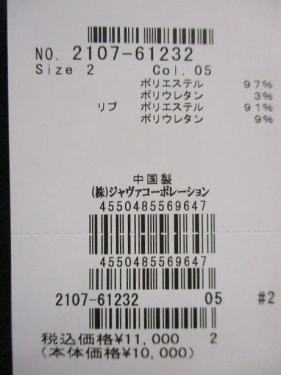 NO. 2107-61232
Size 2 Col. 05
ポリエステル 97%
ポリウレタン 3%
リブ ポリエステル 91%
ポリウレタン 9%
中国製
(株)ジャヴァコーポレーション
4550485569647
4550485569647
2107-61232 05 #2
税込価格¥11,000 2
(本体価格¥10,000)